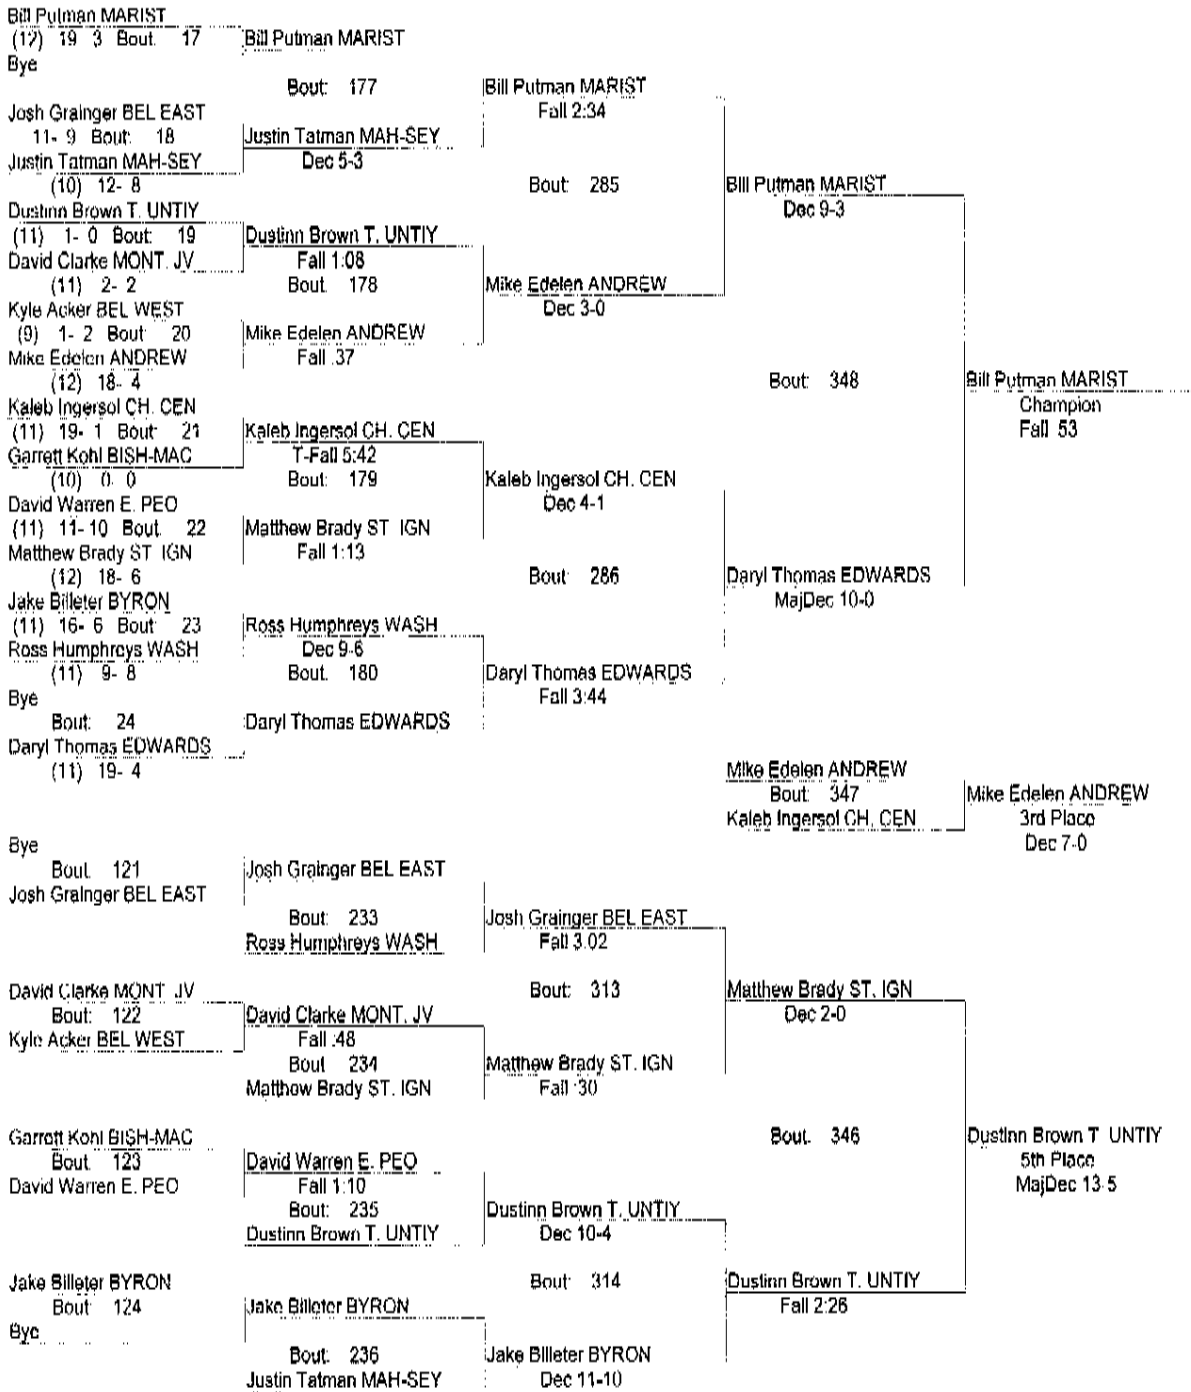 Bill Putman MARIST
(12) 19 3 Bout. 17
Bill Putman MARIST
Bye
Bout: 177
Bill Putman MARIST
Fall 2:34
Josh Grainger BEL EAST
11- 9 Bout: 18
Justin Tatman MAH-SEY
Dec 5-3
Justin Tatman MAH-SEY
(10) 12- 8
Bout: 285
Bill Putman MARIST
Dec 9-3
Dustinn Brown T. UNTIY
(11) 1- 0 Bout: 19
Dustinn Brown T. UNTIY
Fall 1:08
David Clarke MONT. JV
(11) 2- 2
Bout. 178
Mike Edelen ANDREW
Dec 3-0
Kyle Acker BEL WEST
(9) 1- 2 Bout: 20
Mike Edelen ANDREW
Fall .37
Mike Edelen ANDREW
(12) 18- 4
Bout: 348
Bill Putman MARIST
Champion
Fall 53
Kaleb Ingersol CH. CEN
(11) 19- 1 Bout: 21
Kaleb Ingersol CH. CEN
T-Fall 5:42
Garrett Kohl BISH-MAC
(10) 0- 0
Bout: 179
Kaleb Ingersol CH. CEN
Dec 4-1
David Warren E. PEO
(11) 11- 10 Bout. 22
Matthew Brady ST IGN
Fall 1:13
Matthew Brady ST IGN
(12) 18- 6
Bout: 286
Daryl Thomas EDWARDS
MajDec 10-0
Jake Billeter BYRON
(11) 16- 6 Bout: 23
Ross Humphreys WASH
Dec 9-6
Ross Humphreys WASH
(11) 9- 8
Bout. 180
Daryl Thomas EDWARDS
Fall 3:44
Bye
Bout: 24
Daryl Thomas EDWARDS
Daryl Thomas EDWARDS
(11) 19- 4
Mike Edelen ANDREW
Bout: 347
Kaleb Ingersol CH. CEN
Mike Edelen ANDREW
3rd Place
Dec 7-0
Bye
Bout. 121
Josh Grainger BEL EAST
Josh Grainger BEL EAST
Bout: 233
Ross Humphreys WASH
Josh Grainger BEL EAST
Fall 3.02
Bout: 313
Matthew Brady ST. IGN
Dec 2-0
David Clarke MONT JV
Bout: 122
Kyle Acker BEL WEST
David Clarke MONT. JV
Fall :48
Bout 234
Matthew Brady ST. IGN
Matthew Brady ST. IGN
Fall :30
Bout. 346
Dustinn Brown T UNTIY
5th Place
MajDec 13-5
Garrett Kohl BISH-MAC
Bout. 123
David Warren E. PEO
David Warren E. PEO
Fall 1:10
Bout: 235
Dustinn Brown T. UNTIY
Dustinn Brown T. UNTIY
Dec 10-4
Bout: 314
Dustinn Brown T. UNTIY
Fall 2:26
Jake Billeter BYRON
Bout: 124
Bye
Jake Billeter BYRON
Bout: 236
Justin Tatman MAH-SEY
Jake Billeter BYRON
Dec 11-10